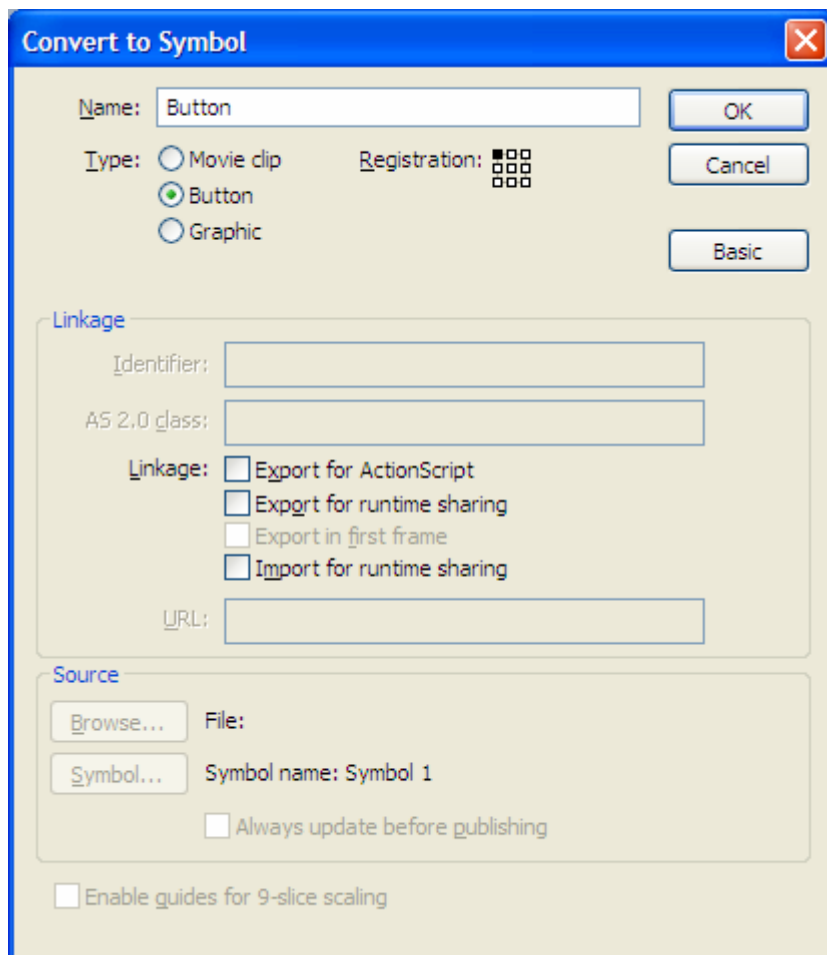 Convert to Symbol
Name: Button
OK
Type: Movie clip
Registration:
Cancel
Button
Graphic
Basic
Linkage
Identifier:
AS 2.0 class:
Linkage: Export for ActionScript
Export for runtime sharing
Export in first frame
Import for runtime sharing
URL:
Source
Browse... File:
Symbol... Symbol name: Symbol 1
Always update before publishing
Enable guides for 9-slice scaling